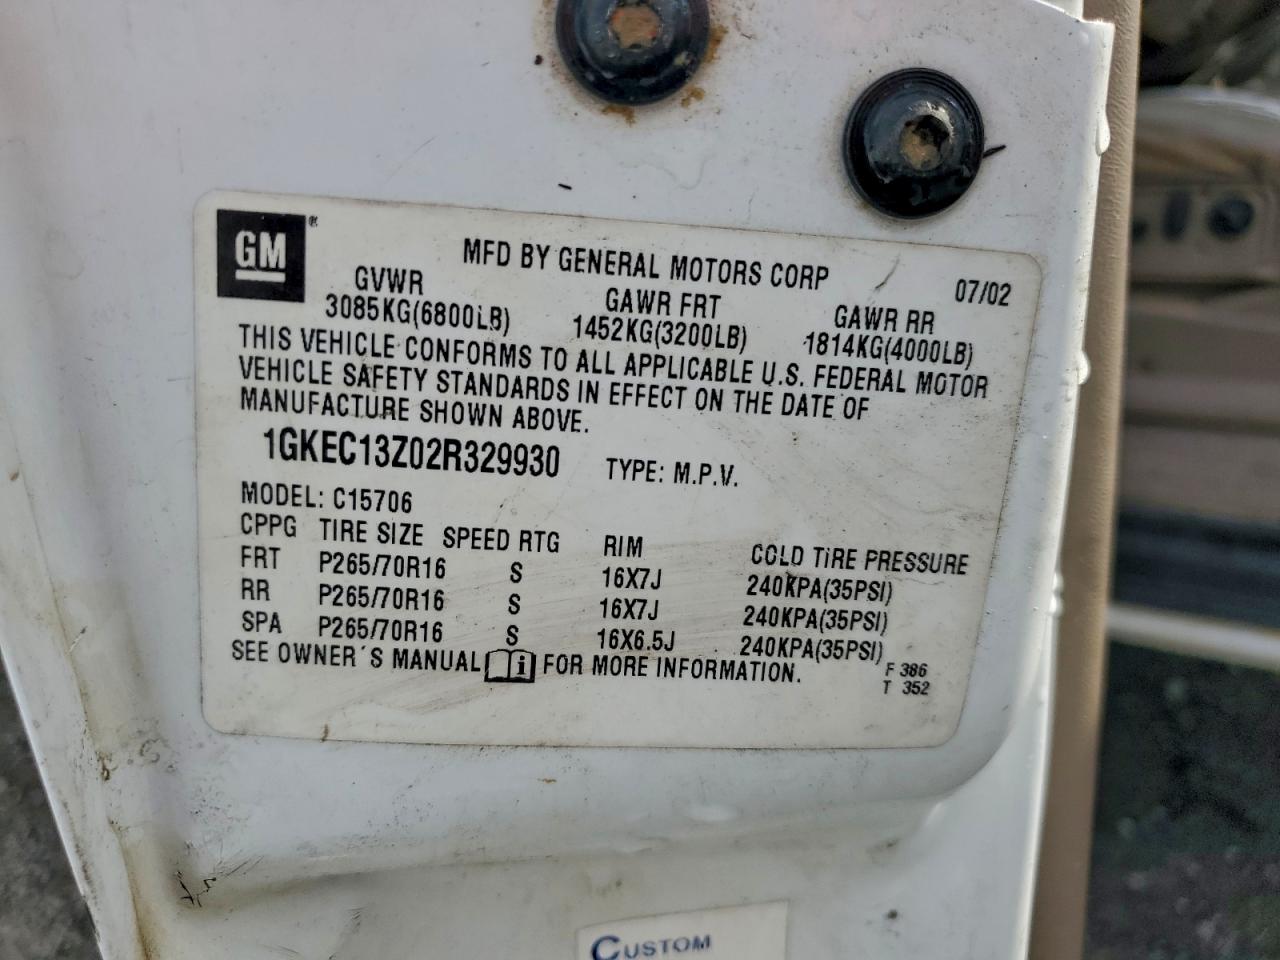 GM®
MFD BY GENERAL MOTORS CORP 07/02
GVWR GAWR FRT GAWR RR
3085KG(6800LB) 1452KG(3200LB) 1814KG(4000LB)
THIS VEHICLE CONFORMS TO ALL APPLICABLE U.S. FEDERAL MOTOR
VEHICLE SAFETY STANDARDS IN EFFECT ON THE DATE OF
MANUFACTURE SHOWN ABOVE.
1GKEC13Z02R329930 TYPE: M.P.V.
MODEL: C15706
CPPG TIRE SIZE SPEED RTG RIM COLD TIRE PRESSURE
FRT P265/70R16 S 16X7J 240KPA(35PSI)
RR P265/70R16 S 16X7J 240KPA(35PSI)
SPA P265/70R16 S 16X6.5J 240KPA(35PSI)
SEE OWNER'S MANUAL i FOR MORE INFORMATION.
F 386
T 352
CUSTOM